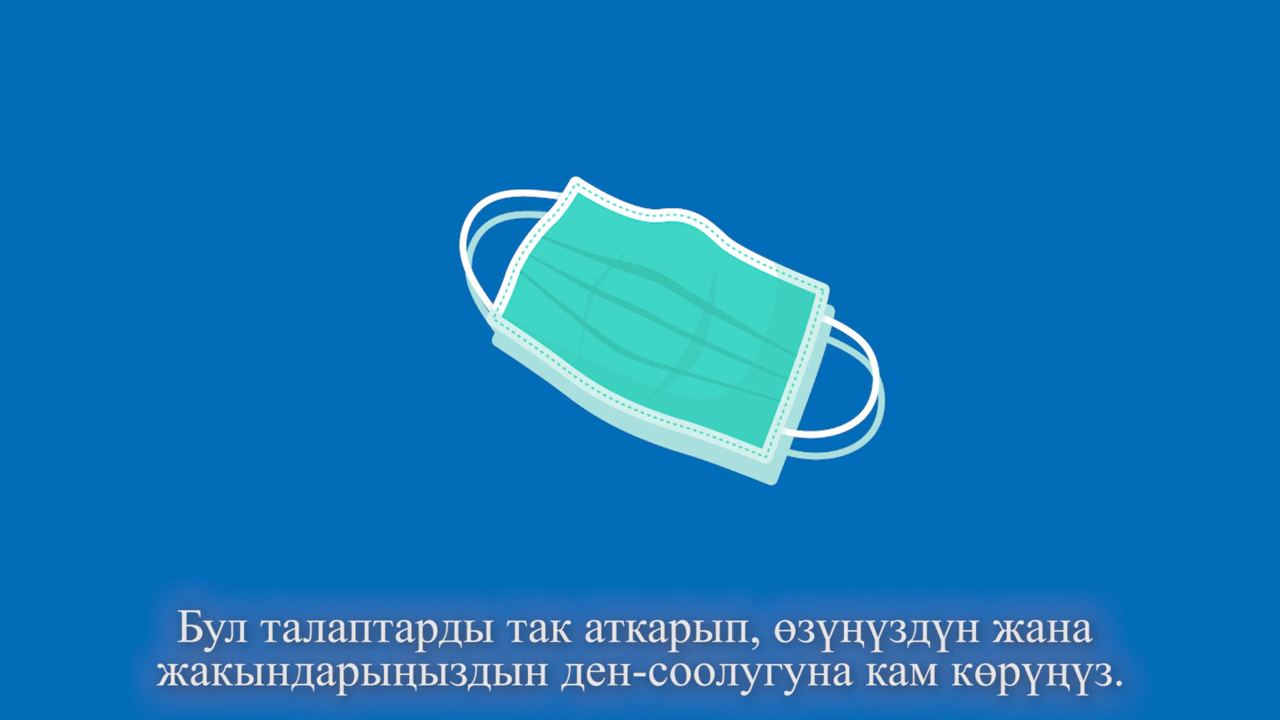 Бул талаптарды так аткарып, өзүңүздүн жана
жакындарыңыздын ден-соолугуна кам көрүңүз.